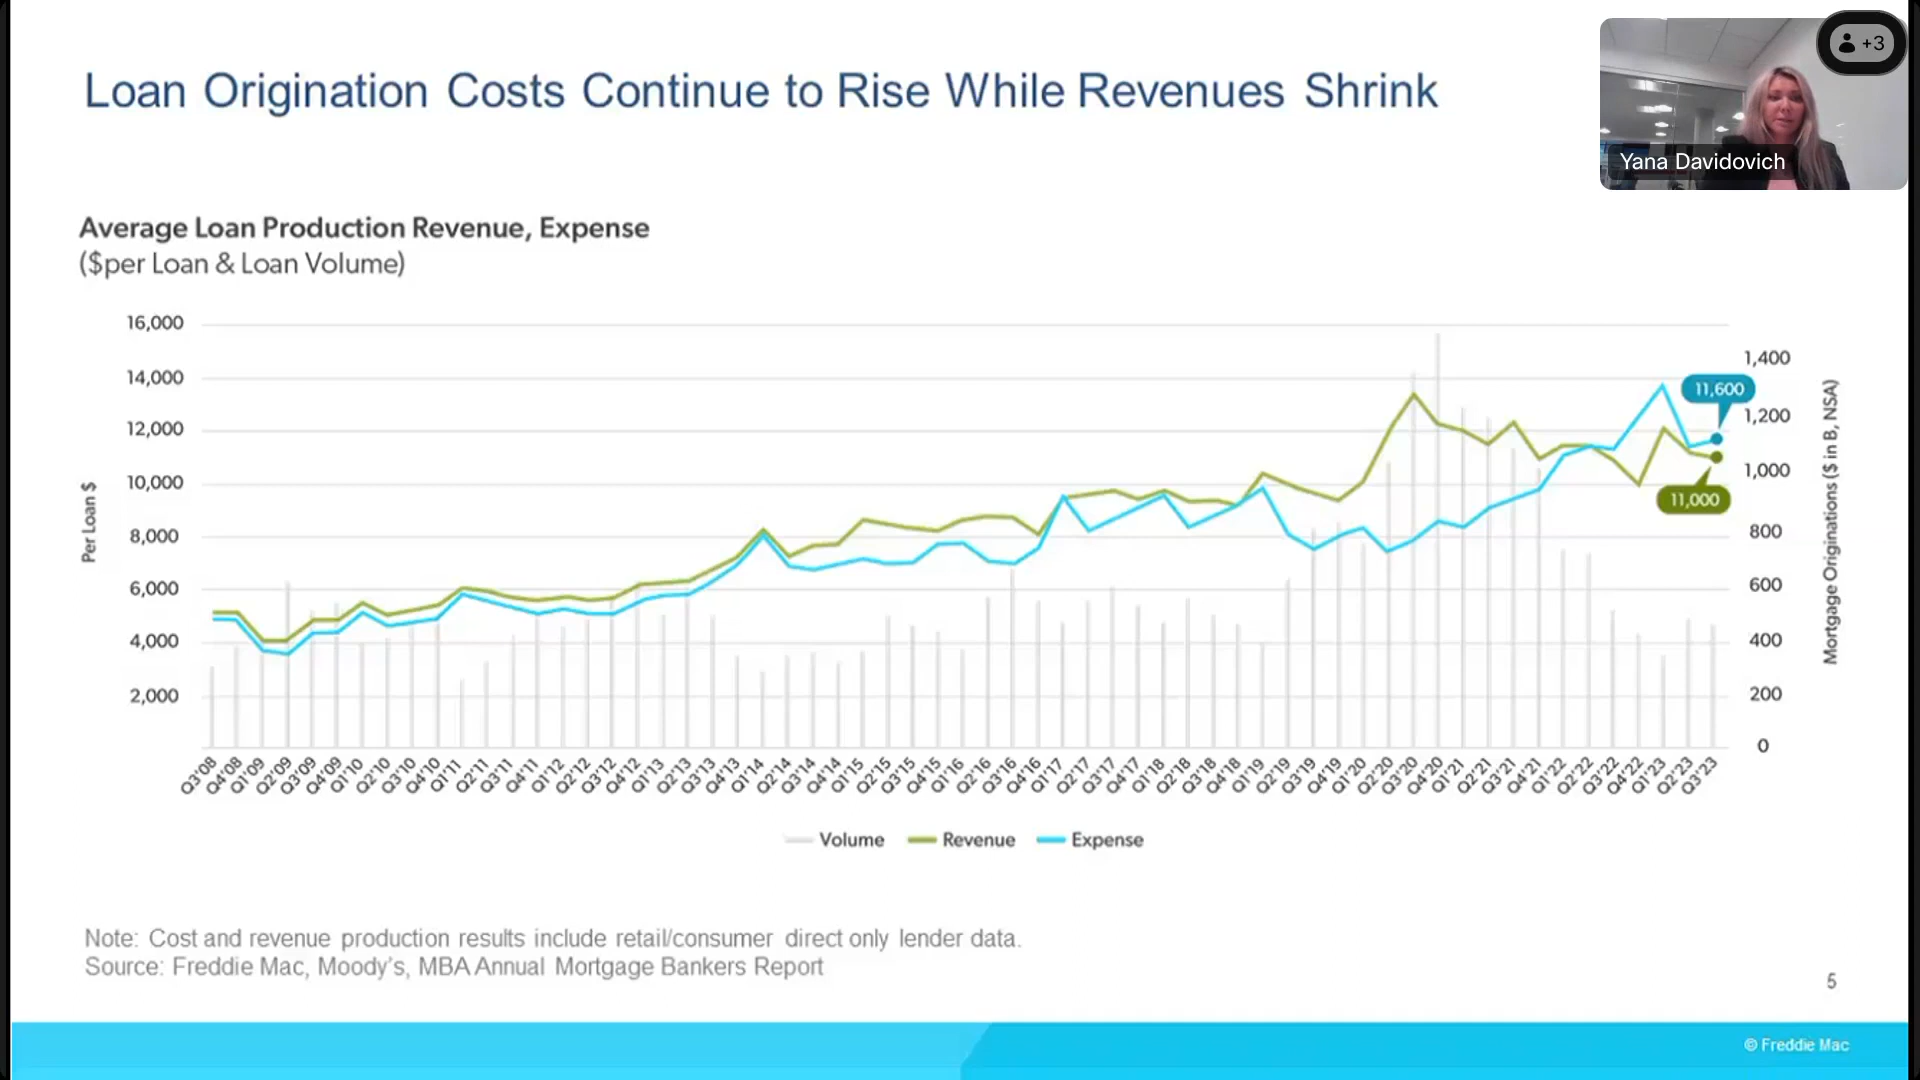 Loan Origination Costs Continue to Rise While Revenues Shrink
+3
Yana Davidovich
Average Loan Production Revenue, Expense
($per Loan & Loan Volume)
Per Loan $
16,000
14,000
12,000
10,000
8,000
6,000
4,000
2,000
11,600
11,000
1,400
1,200
1,000
800
600
400
200
0
Mortgage Originations ($ in B, NSA)
Q3'08
Q4'08
Q1'09
Q2'09
Q3'09
Q4'09
Q1'10
Q2'10
Q3'10
Q4'10
Q1'11
Q2'11
Q3'11
Q4'11
Q1'12
Q2'12
Q3'12
Q4'12
Q1'13
Q2'13
Q3'13
Q4'13
Q1'14
Q2'14
Q3'14
Q4'14
Q1'15
Q2'15
Q3'15
Q4'15
Q1'16
Q2'16
Q3'16
Q4'16
Q1'17
Q2'17
Q3'17
Q4'17
Q1'18
Q2'18
Q3'18
Q4'18
Q1'19
Q2'19
Q3'19
Q4'19
Q1'20
Q2'20
Q3'20
Q4'20
Q1'21
Q2'21
Q3'21
Q4'21
Q1'22
Q2'22
Q3'22
Q4'22
Q1'23
Q2'23
Q3'23
Volume Revenue Expense
Note: Cost and revenue production results include retail/consumer direct only lender data.
Source: Freddie Mac, Moody's, MBA Annual Mortgage Bankers Report
5
© Freddie Mac